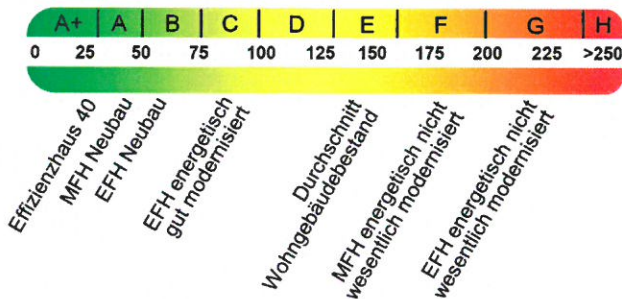 A+ A B C D E F G H
0 25 50 75 100 125 150 175 200 225 >250
Effizienzhaus 40
MFH Neubau
EFH Neubau
EFH energetisch
gut modernisiert
Durchschnitt
Wohngebäudebestand
MFH energetisch nicht
wesentlich modernisiert
EFH energetisch nicht
wesentlich modernisiert